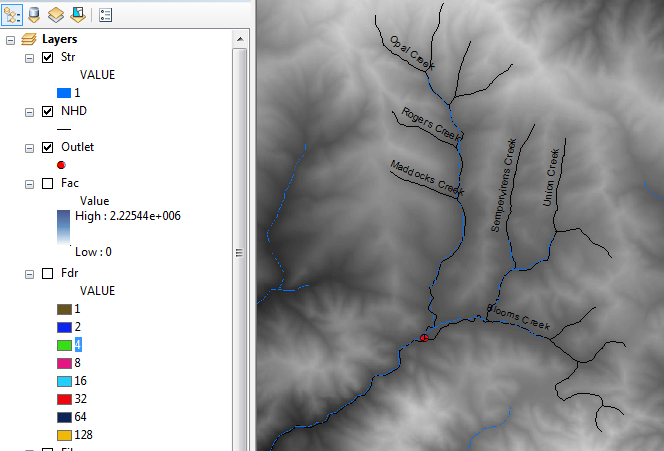 Layers
Str
VALUE
1
NHD
Outlet
Fac
Value
High : 2.22544e+006
Low : 0
Fdr
VALUE
1
2
4
8
16
32
64
128
Opal Creek
Rogers Creek
Maddocks Creek
Sempervirens Creek
Union Creek
Blooms Creek